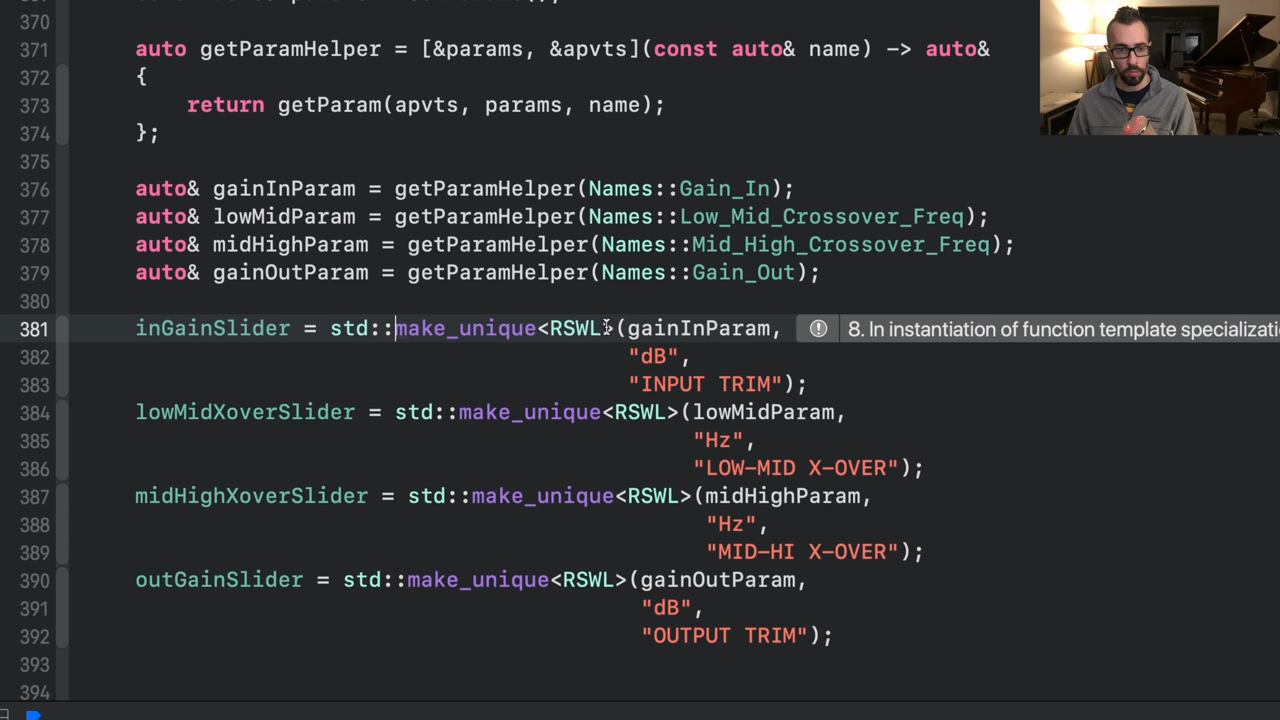 370
371 auto getParamHelper = [&params, &apvts](const auto& name) -> auto&
372 {
373 return getParam(apvts, params, name);
374 };
375
376 auto& gainInParam = getParamHelper(Names::Gain_In);
377 auto& lowMidParam = getParamHelper(Names::Low_Mid_Crossover_Freq);
378 auto& midHighParam = getParamHelper(Names::Mid_High_Crossover_Freq);
379 auto& gainOutParam = getParamHelper(Names::Gain_Out);
380
381 inGainSlider = std::make_unique<RSWL>(gainInParam, 8. In instantiation of function template
382 "dB",
383 "INPUT TRIM");
384 lowMidXoverSlider = std::make_unique<RSWL>(lowMidParam,
385 "Hz",
386 "LOW-MID X-OVER");
387 midHighXoverSlider = std::make_unique<RSWL>(midHighParam,
388 "Hz",
389 "MID-HI X-OVER");
390 outGainSlider = std::make_unique<RSWL>(gainOutParam,
391 "dB",
392 "OUTPUT TRIM");
393
394